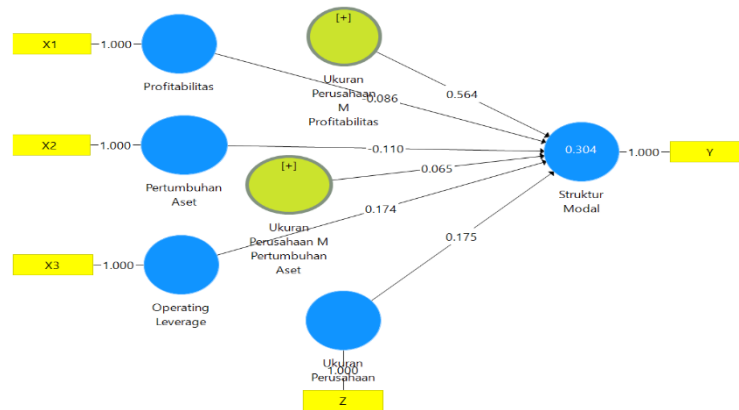 [+]
X1
1.000
Profitabilitas
Ukuran
Perusahaan
M
Profitabilitas
-0.086
0.564
X2
1.000
Pertumbuhan
Aset
-0.110
0.304
1.000
Y
Struktur
Modal
[+]
0.065
Ukuran
Perusahaan M
Pertumbuhan
Aset
0.174
0.175
X3
1.000
Operating
Leverage
Ukuran
Perusahaan
1.000
Z